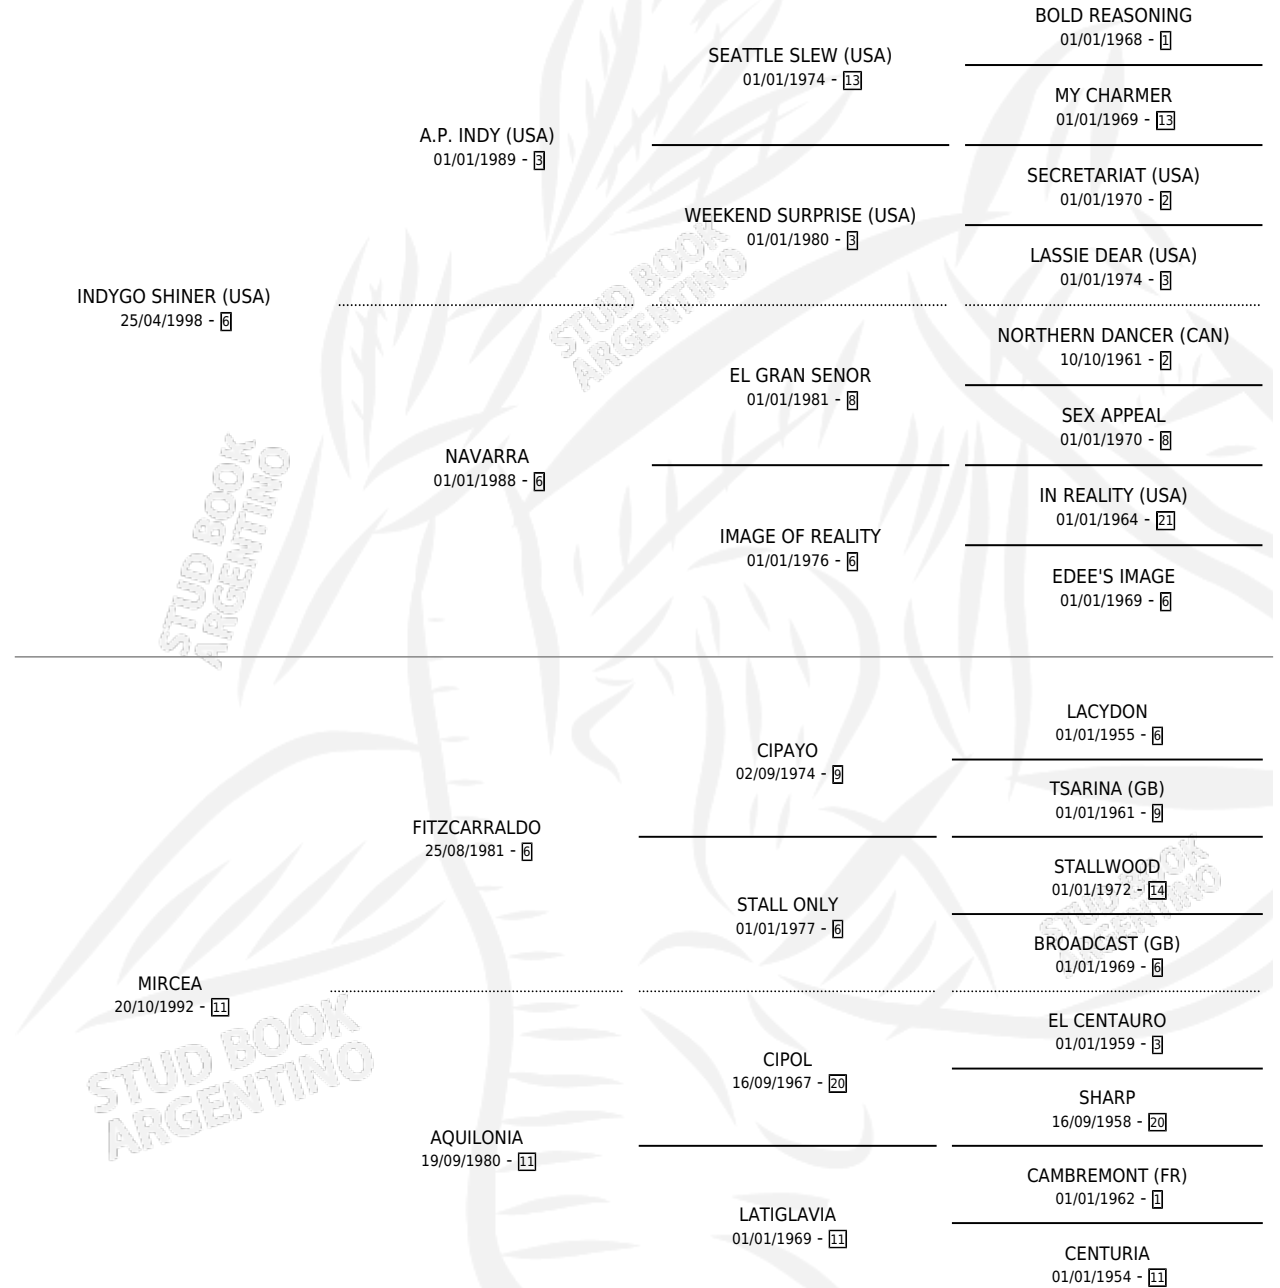 BOLD REASONING
01/01/1968 - 1
SEATTLE SLEW (USA)
01/01/1974 - 13
MY CHARMER
01/01/1969 - 13
A.P. INDY (USA)
01/01/1989 - 3
SECRETARIAT (USA)
01/01/1970 - 2
WEEKEND SURPRISE (USA)
01/01/1980 - 3
LASSIE DEAR (USA)
01/01/1974 - 3
INDYGO SHINER (USA)
25/04/1998 - 6
NORTHERN DANCER (CAN)
10/10/1961 - 2
EL GRAN SENOR
01/01/1981 - 8
SEX APPEAL
01/01/1970 - 8
NAVARRA
01/01/1988 - 6
IN REALITY (USA)
01/01/1964 - 21
IMAGE OF REALITY
01/01/1976 - 6
EDEE'S IMAGE
01/01/1969 - 6
LACYDON
01/01/1955 - 6
CIPAYO
02/09/1974 - 9
TSARINA (GB)
01/01/1961 - 9
FITZCARRALDO
25/08/1981 - 6
STALLWOOD
01/01/1972 - 14
STALL ONLY
01/01/1977 - 6
BROADCAST (GB)
01/01/1969 - 6
MIRCEA
20/10/1992 - 11
EL CENTAURO
01/01/1959 - 3
CIPOL
16/09/1967 - 20
SHARP
16/09/1958 - 20
AQUILONIA
19/09/1980 - 11
CAMBREMONT (FR)
01/01/1962 - 1
LATIGLAVIA
01/01/1969 - 11
CENTURIA
01/01/1954 - 11
STUD BOOK
ARGENTINO
STUD BOOK
ARGENTINO
STUD BOOK
ARGENTINO
STUD BOOK
ARGENTINO